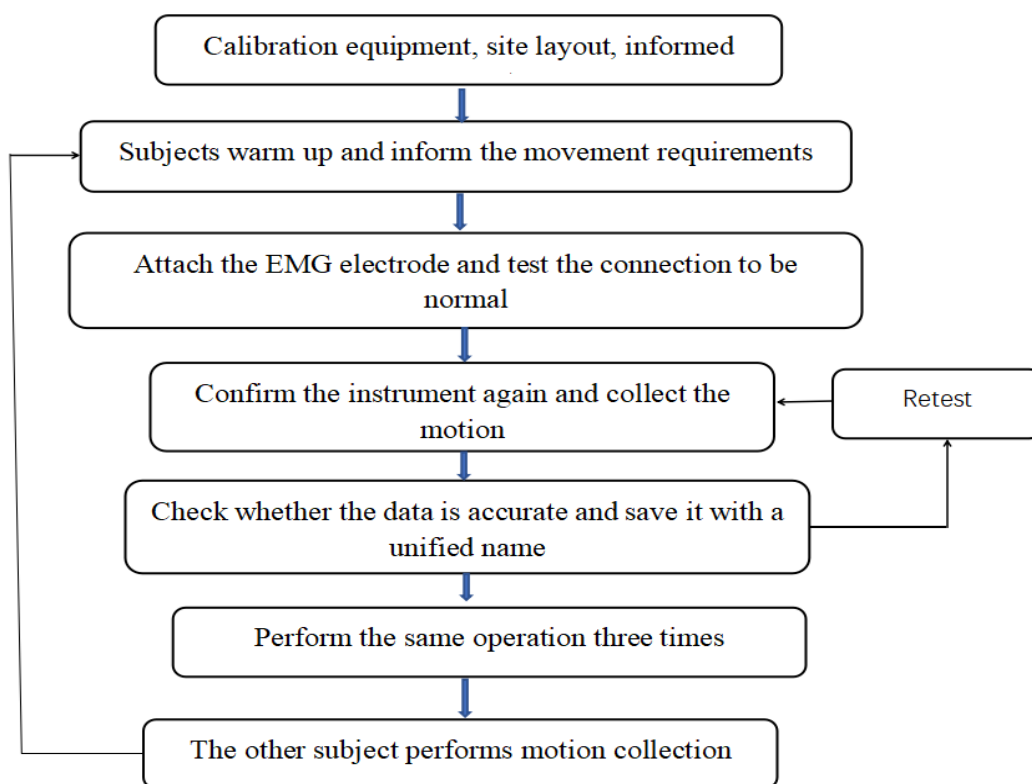 Calibration equipment, site layout, informed
Subjects warm up and inform the movement requirements
Attach the EMG electrode and test the connection to be
normal
Confirm the instrument again and collect the
motion
Retest
Check whether the data is accurate and save it with a
unified name
Perform the same operation three times
The other subject performs motion collection